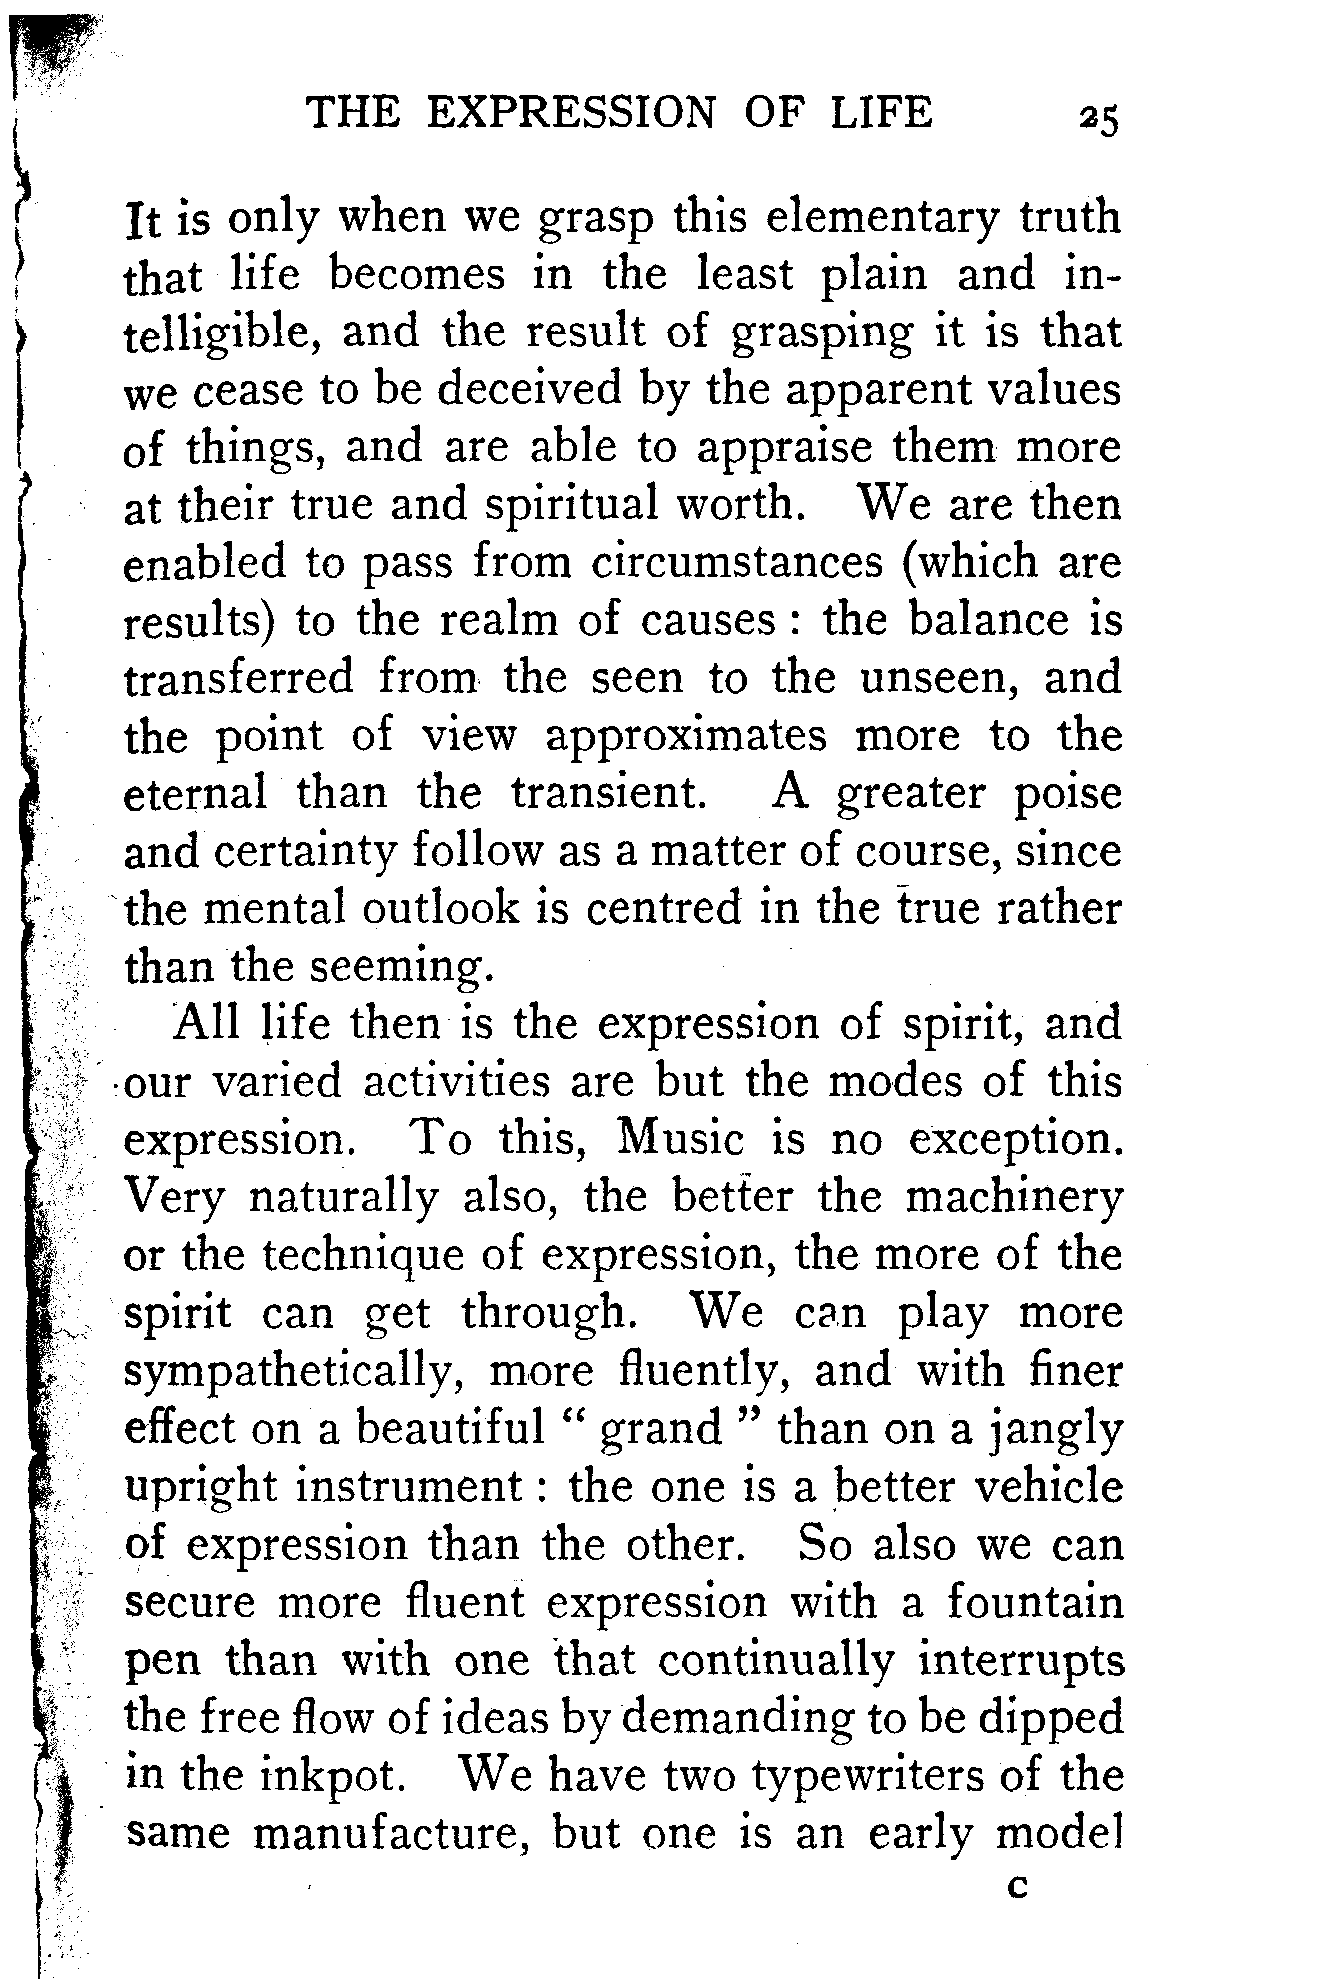 THE EXPRESSION OF LIFE 25
It is only when we grasp this elementary truth
that life becomes in the least plain and in-
telligible, and the result of grasping it is that
we cease to be deceived by the apparent values
of things, and are able to appraise them more
at their true and spiritual worth. We are then
enabled to pass from circumstances (which are
results) to the realm of causes : the balance is
transferred from the seen to the unseen, and
the point of view approximates more to the
eternal than the transient. A greater poise
and certainty follow as a matter of course, since
the mental outlook is centred in the true rather
than the seeming.
All life then is the expression of spirit, and
our varied activities are but the modes of this
expression. To this, Music is no exception.
Very naturally also, the better the machinery
or the technique of expression, the more of the
spirit can get through. We can play more
sympathetically, more fluently, and with finer
effect on a beautiful “ grand ” than on a jangly
upright instrument : the one is a better vehicle
of expression than the other. So also we can
secure more fluent expression with a fountain
pen than with one that continually interrupts
the free flow of ideas by demanding to be dipped
in the inkpot. We have two typewriters of the
same manufacture, but one is an early model
C